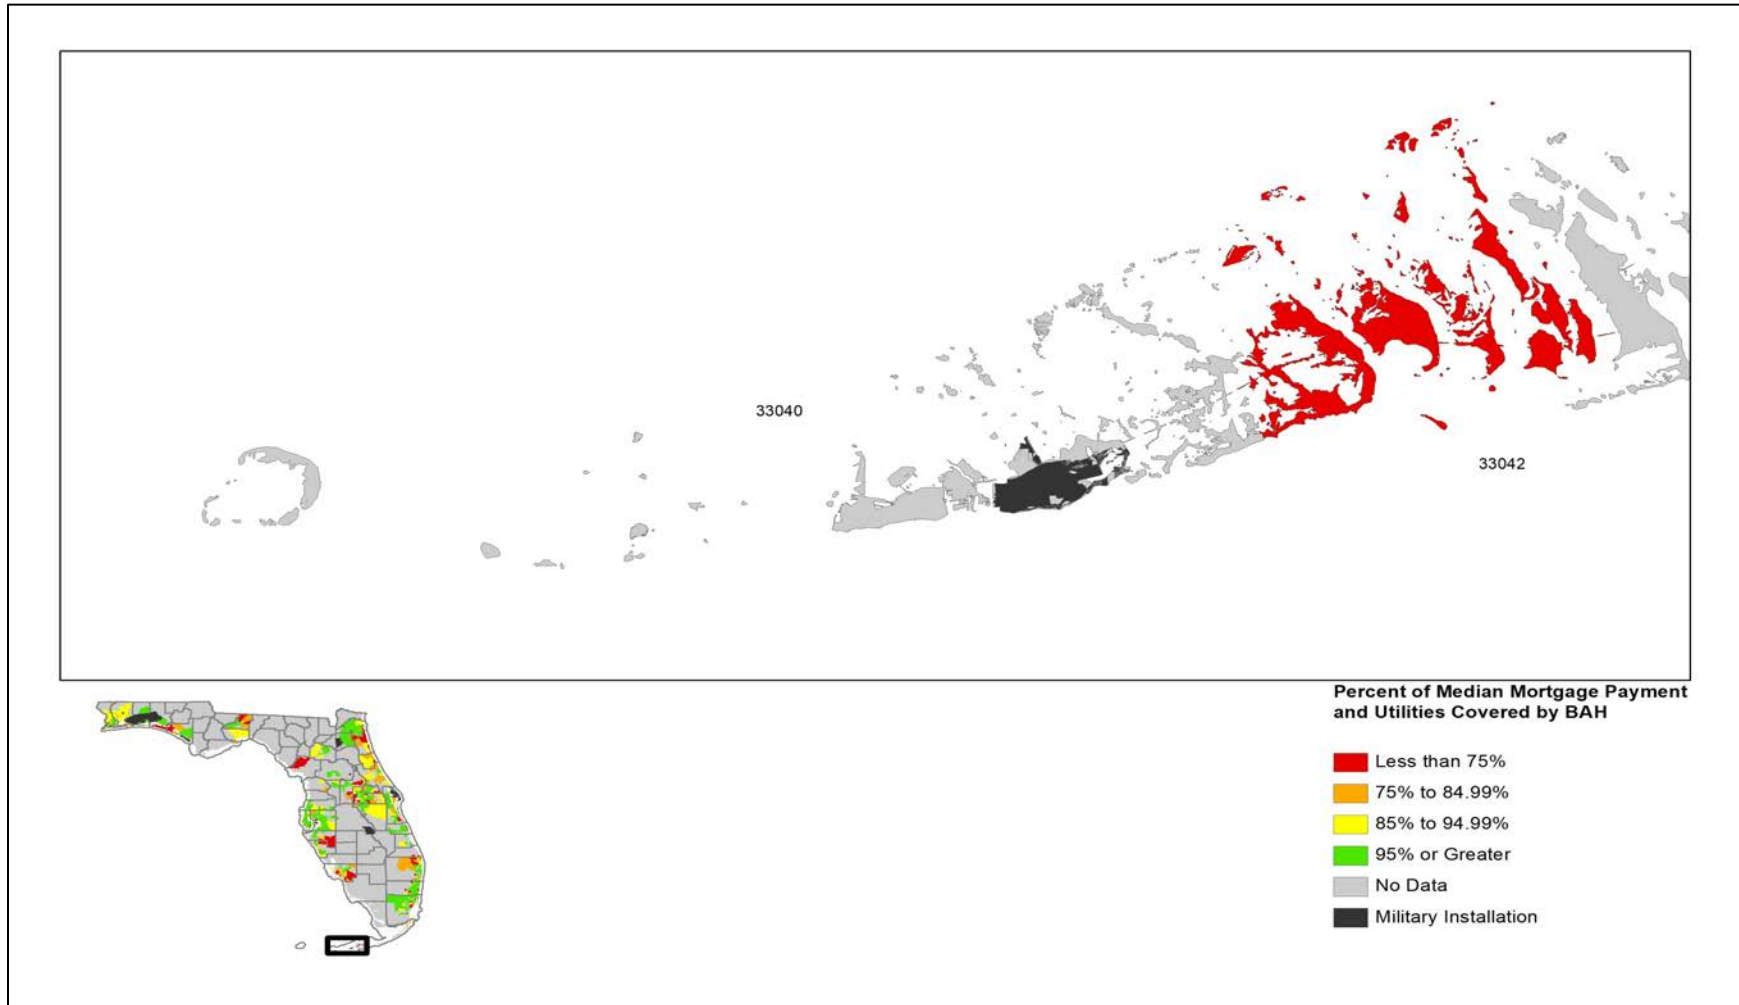 33040
33042
Percent of Median Mortgage Payment
and Utilities Covered by BAH
Less than 75%
75% to 84.99%
85% to 94.99%
95% or Greater
No Data
Military Installation